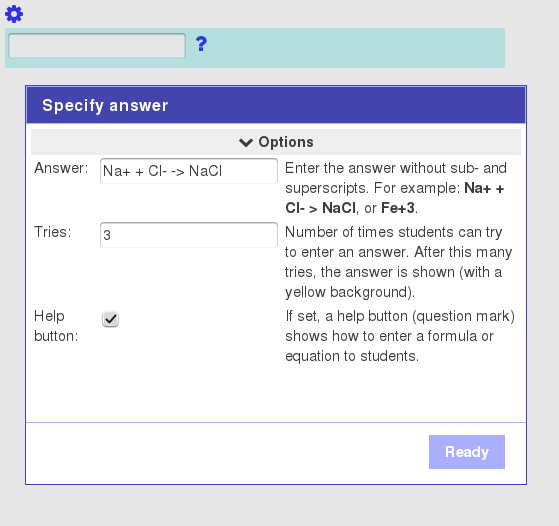 ?
Specify answer
Options
Answer: Na+ + Cl- -> NaCl Enter the answer without sub- and
superscripts. For example: Na+ +
Cl- > NaCl, or Fe+3.
Tries: 3 Number of times students can try
to enter an answer. After this many
tries, the answer is shown (with a
yellow background).
Help If set, a help button (question mark)
button: shows how to enter a formula or
equation to students.
Ready